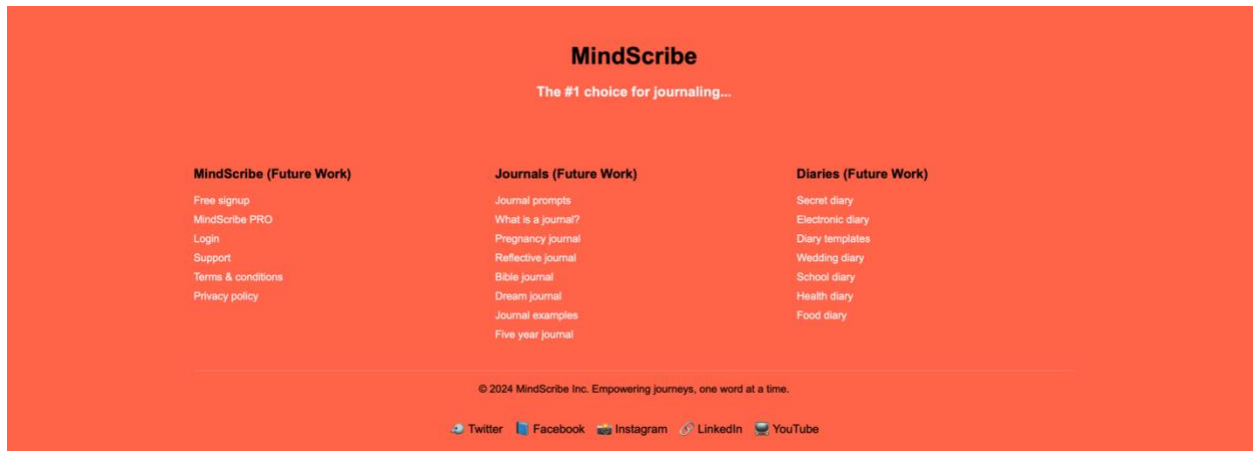 MindScribe
The #1 choice for journaling...
MindScribe (Future Work)
Free signup
MindScribe PRO
Login
Support
Terms & conditions
Privacy policy
Journals (Future Work)
Journal prompts
What is a journal?
Pregnancy journal
Reflective journal
Bible journal
Dream journal
Journal examples
Five year journal
Diaries (Future Work)
Secret diary
Electronic diary
Diary templates
Wedding diary
School diary
Health diary
Food diary
© 2024 MindScribe Inc. Empowering journeys, one word at a time.
Twitter Facebook Instagram LinkedIn YouTube